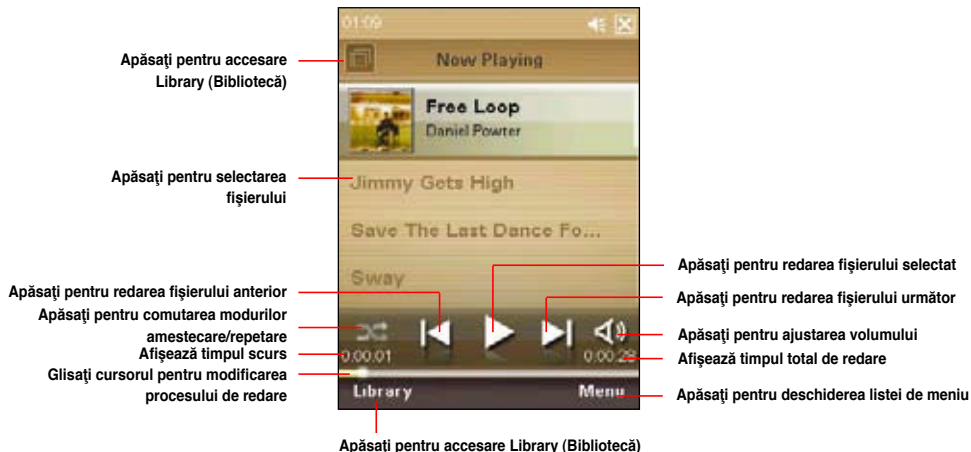 01:09
Apăsaţi pentru accesare
Library (Bibliotecă)
Now Playing
Free Loop
Daniel Powter
Apăsaţi pentru selectarea
fişierului
Jimmy Gets High
Save The Last Dance Fo...
Sway
Apăsaţi pentru redarea fişierului selectat
Apăsaţi pentru redarea fişierului anterior
Apăsaţi pentru redarea fişierului următor
Apăsaţi pentru comutarea modurilor
amestecare/repetare
Apăsaţi pentru ajustarea volumului
Afişează timpul scurs
0:00:01
0:00:28
Afişează timpul total de redare
Glisaţi cursorul pentru modificarea
procesului de redare
Library
Menu
Apăsaţi pentru deschiderea listei de meniu
Apăsaţi pentru accesare Library (Bibliotecă)